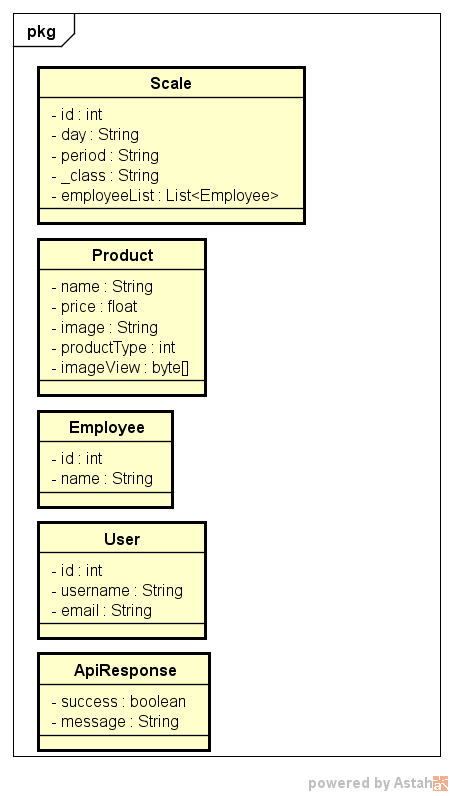 pkg
Scale
- id : int
- day : String
- period : String
- _class : String
- employeeList : List<Employee>
Product
- name : String
- price : float
- image : String
- productType : int
- imageView : byte[]
Employee
- id : int
- name : String
User
- id : int
- username : String
- email : String
ApiResponse
- success : boolean
- message : String
powered by Astah